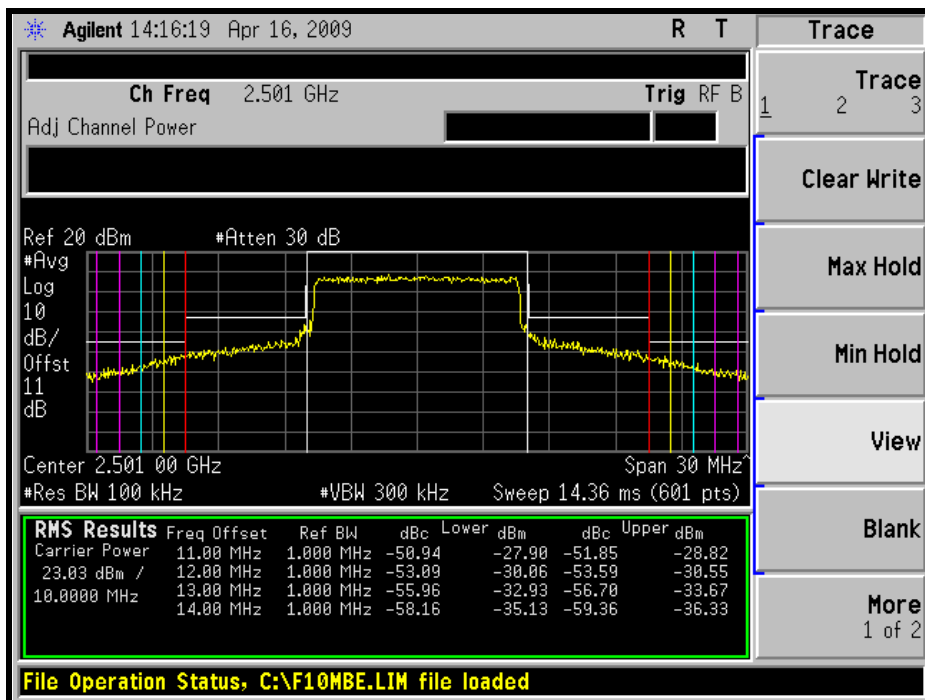 Agilent 14:16:19 Apr 16, 2009 R T
Trace
Ch Freq 2.501 GHz Trig RF B
Adj Channel Power
Trace
1 2 3
Clear Write
Max Hold
Min Hold
View
Blank
More
1 of 2
Ref 20 dBm #Atten 30 dB
#Avg
Log
10
dB/
Offst
11
dB
Center 2.501 00 GHz Span 30 MHz^
#Res BW 100 kHz #VBW 300 kHz Sweep 14.36 ms (601 pts)
RMS Results Freq Offset Ref BW dBc Lower dBm dBc Upper dBm
Carrier Power 11.00 MHz 1.000 MHz -50.94 -27.90 -51.85 -28.82
23.03 dBm / 12.00 MHz 1.000 MHz -53.09 -30.06 -53.59 -30.55
10.0000 MHz 13.00 MHz 1.000 MHz -55.96 -32.93 -56.70 -33.67
14.00 MHz 1.000 MHz -58.16 -35.13 -59.36 -36.33
File Operation Status, C:\F10MBE.LIM file loaded